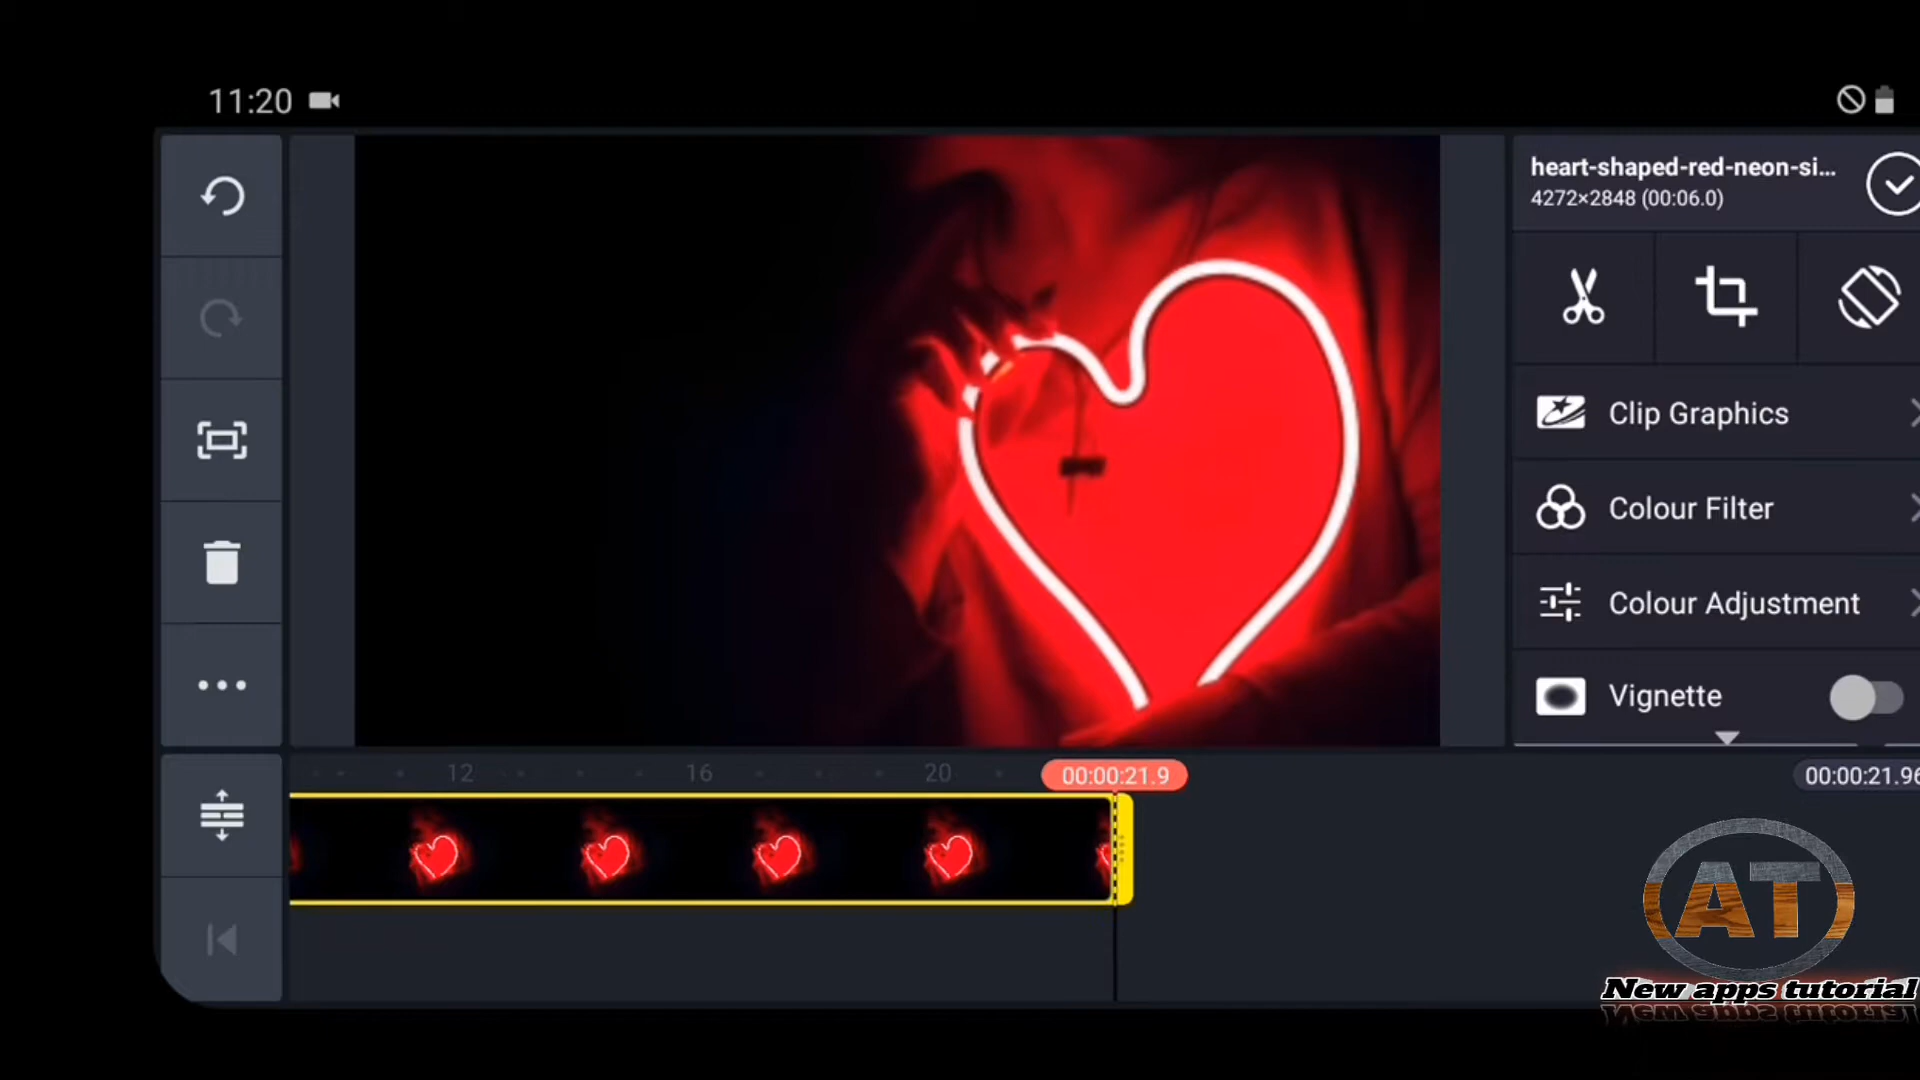 11:20
heart-shaped-red-neon-si...
4272×2848 (00:06.0)
Clip Graphics
Colour Filter
Colour Adjustment
Vignette
12
16
20
00:00:21.9
00:00:21.96
AT
New apps tutorial